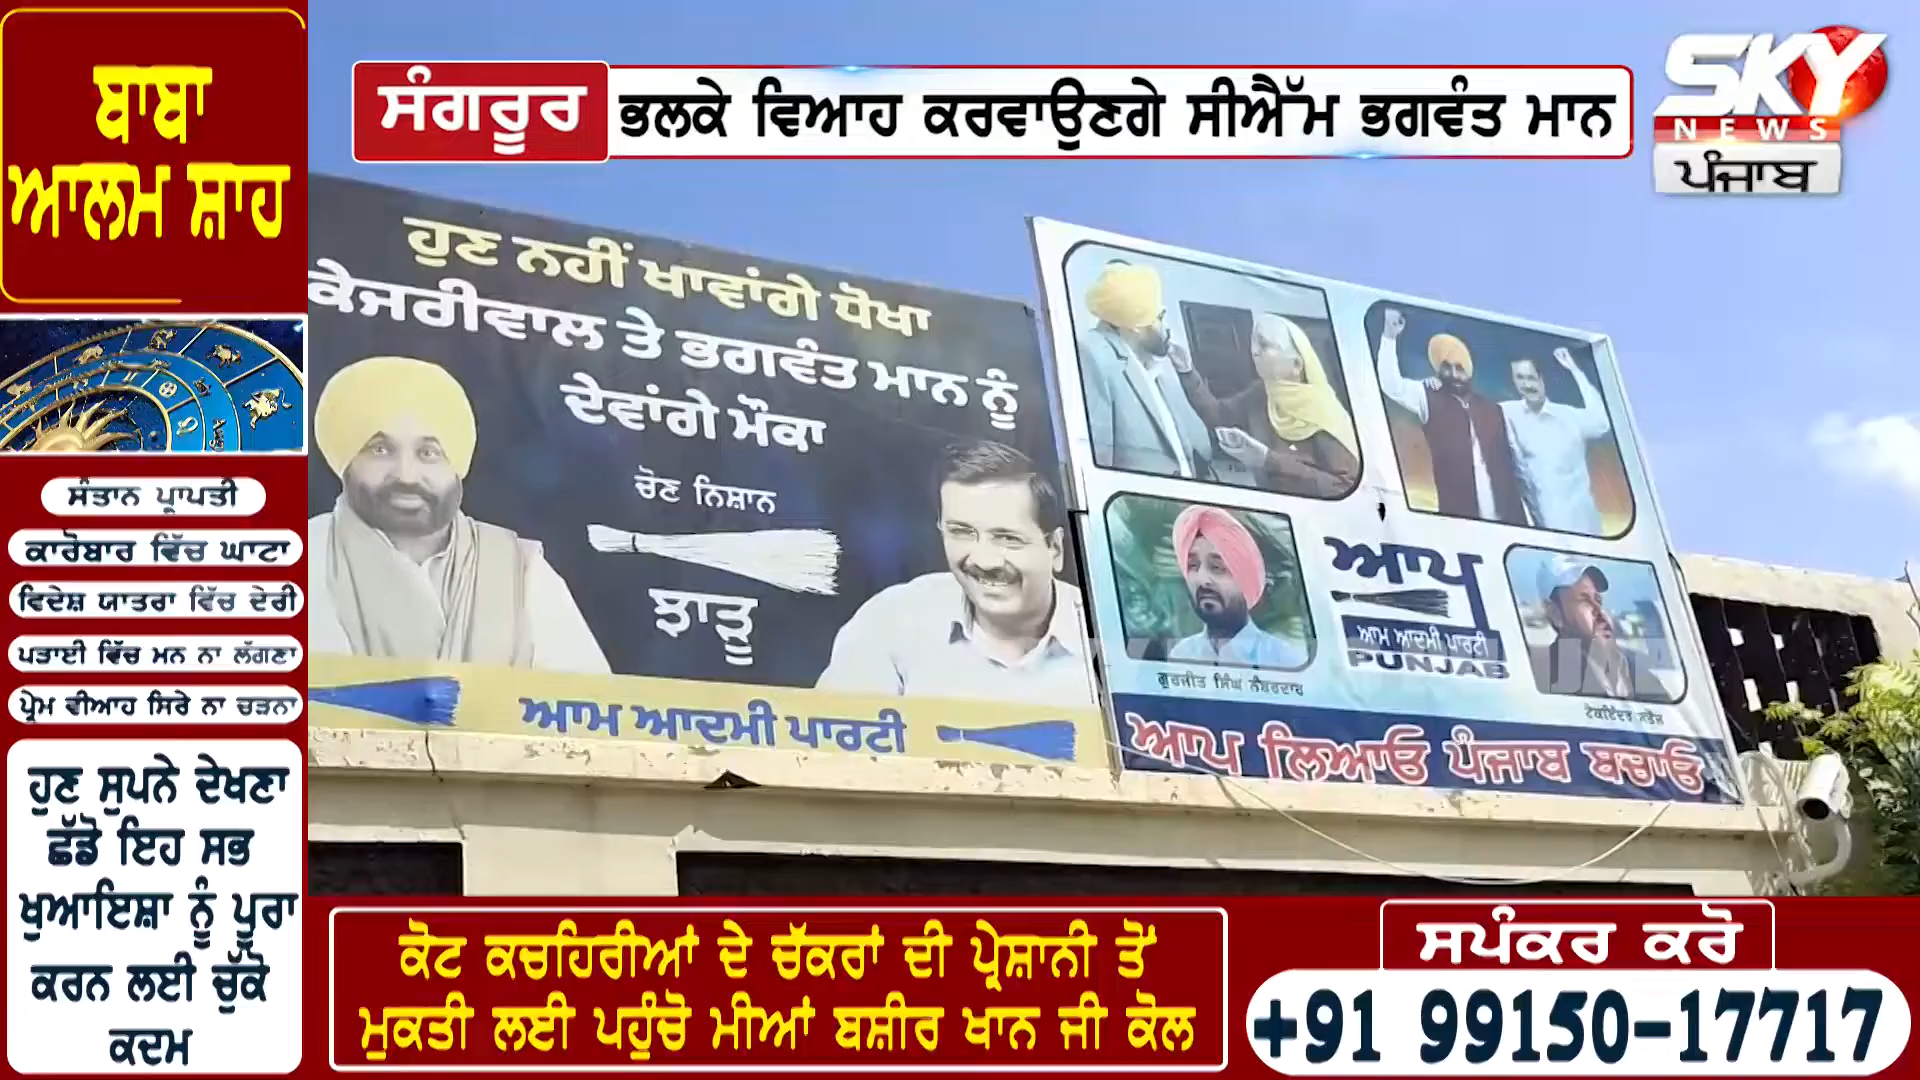 ਬਾਬਾ
ਆਲਮ ਸ਼ਾਹ
ਸੰਤਾਨ ਪ੍ਰਾਪਤੀ
ਕਾਰੋਬਾਰ ਵਿੱਚ ਘਾਟਾ
ਵਿਦੇਸ਼ ਯਾਤਰਾ ਵਿੱਚ ਦੇਰੀ
ਪੜਾਈ ਵਿੱਚ ਮਨ ਨਾ ਲੱਗਣਾ
ਪ੍ਰੇਮ ਵੀਆਹ ਸਿਰੇ ਨਾ ਚੜਨਾ
ਹੁਣ ਸੁਪਨੇ ਦੇਖਣਾ
ਛੱਡੋ ਇਹ ਸਭ
ਖੁਆਇਸ਼ਾ ਨੂੰ ਪੂਰਾ
ਕਰਨ ਲਈ ਚੁੱਕੋ
ਕਦਮ
ਸੰਗਰੂਰ ਭਲਕੇ ਵਿਆਹ ਕਰਵਾਉਣਗੇ ਸੀਐੱਮ ਭਗਵੰਤ ਮਾਨ
SKY
NEWS
ਪੰਜਾਬ
ਹੁਣ ਨਹੀਂ ਖਾਵਾਂਗੇ ਧੋਖਾ
ਕੇਜਰੀਵਾਲ ਤੇ ਭਗਵੰਤ ਮਾਨ ਨੂੰ
ਦੇਵਾਂਗੇ ਮੌਕਾ
ਚੋਣ ਨਿਸ਼ਾਨ
ਝਾੜੂ
ਆਮ ਆਦਮੀ ਪਾਰਟੀ
ਆਪ
ਆਮ ਆਦਮੀ ਪਾਰਟੀ
PUNJAB
ਗੁਰਜੀਤ ਸਿੰਘ ਨੰਬਰਦਾਰ
ਆਪ ਲਿਆਓ ਪੰਜਾਬ ਬਚਾਓ
ਕੋਟ ਕਚਹਿਰੀਆਂ ਦੇ ਚੱਕਰਾਂ ਦੀ ਪ੍ਰੇਸ਼ਾਨੀ ਤੋਂ
ਮੁਕਤੀ ਲਈ ਪਹੁੰਚੋ ਮੀਆਂ ਬਸ਼ੀਰ ਖਾਨ ਜੀ ਕੋਲ
ਸਪੰਕਰ ਕਰੋ
+91 99150-17717